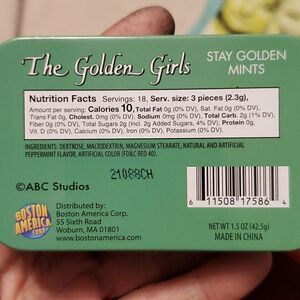 The Golden Girls
STAY GOLDEN
MINTS
Nutrition Facts Servings: 18, Serv. size: 3 pieces (2.3g),
Amount per serving: Calories 10, Total Fat 0g (0% DV), Sat. Fat 0g (0% DV),
Trans Fat 0g, Cholest. 0mg (0% DV), Sodium 0mg (0% DV), Total Carb. 2g (1% DV),
Fiber 0g (0% DV), Total Sugars 2g (Incl. 2g Added Sugars, 4% DV), Protein 0g,
Vit. D (0% DV), Calcium (0% DV), Iron (0% DV), Potassium (0% DV).
INGREDIENTS: DEXTROSE, MALTODEXTRIN, MAGNESIUM STEARATE, NATURAL AND ARTIFICIAL
PEPPERMINT FLAVOR, ARTIFICIAL COLOR (FD&C RED 40).
21088CH
©ABC Studios
BOSTON
AMERICA
CORP
Distributed by:
Boston America Corp.
55 Sixth Road
Woburn, MA 01801
www.bostonamerica.com
6 11508 17586 4
NET WT. 1.5 OZ (42.5g)
MADE IN CHINA